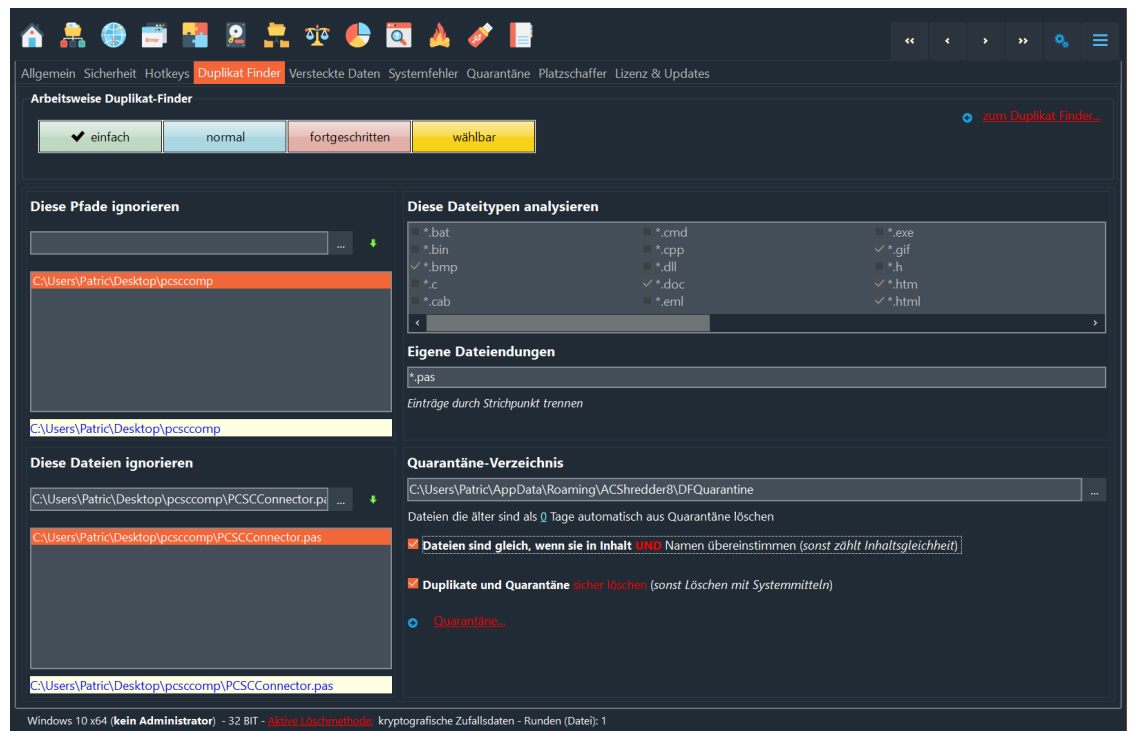 Error
Allgemein Sicherheit Hotkeys Duplikat Finder Versteckte Daten Systemfehler Quarantäne Platzschaffer Lizenz & Updates
Arbeitsweise Duplikat-Finder
zum Duplikat Finder...
einfach normal fortgeschritten wählbar
Diese Pfade ignorieren
...
C:\Users\Patric\Desktop\pcsccomp
C:\Users\Patric\Desktop\pcsccomp
Diese Dateitypen analysieren
*.bat *.cmd *.exe
*.bin *.cpp *.gif
*.bmp *.dll *.h
*.c *.doc *.htm
*.cab *.eml *.html
Eigene Dateiendungen
*.pas
Einträge durch Strichpunkt trennen
Diese Dateien ignorieren
C:\Users\Patric\Desktop\pcsccomp\PCSCConnector.pa ...
C:\Users\Patric\Desktop\pcsccomp\PCSCConnector.pas
C:\Users\Patric\Desktop\pcsccomp\PCSCConnector.pas
Quarantäne-Verzeichnis
C:\Users\Patric\AppData\Roaming\ACShredder8\DFQuarantine ...
Dateien die älter sind als 0 Tage automatisch aus Quarantäne löschen
Dateien sind gleich, wenn sie in Inhalt UND Namen übereinstimmen (sonst zählt Inhaltsgleichheit)
Duplikate und Quarantäne sicher löschen (sonst Löschen mit Systemmitteln)
Quarantäne...
Windows 10 x64 (kein Administrator) - 32 BIT - Aktive Löschmethode: kryptografische Zufallsdaten - Runden (Datei): 1